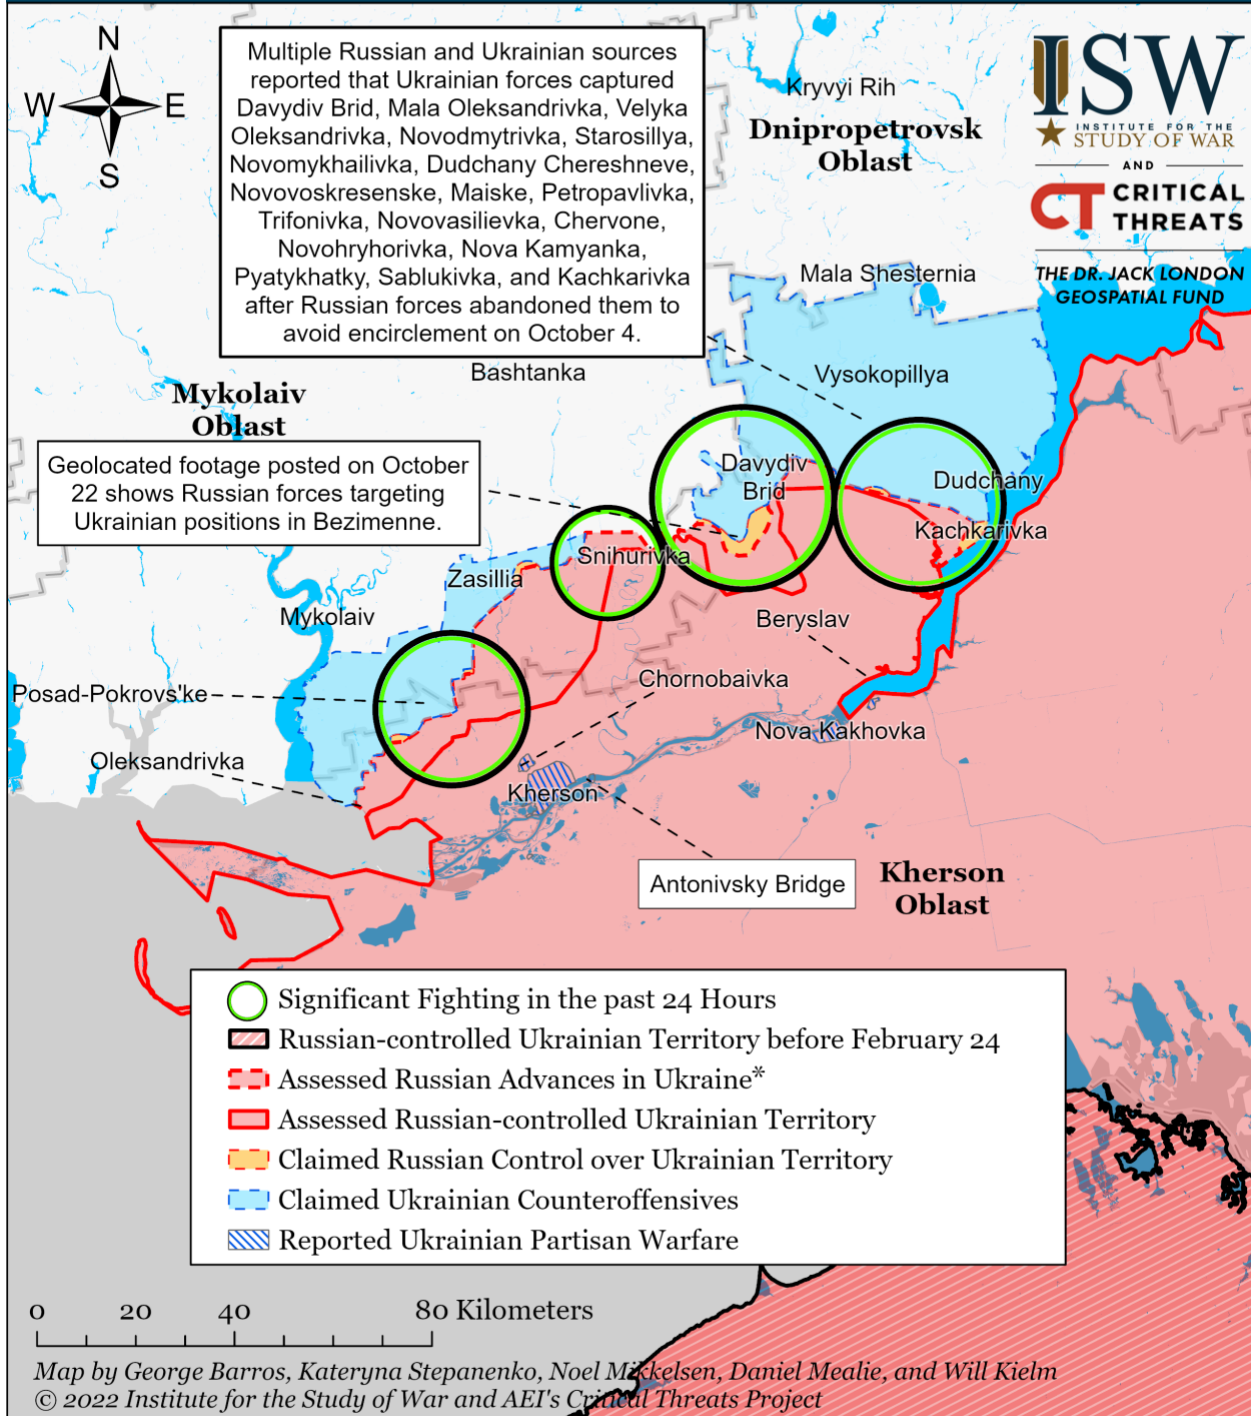 N
W E
S
Multiple Russian and Ukrainian sources
reported that Ukrainian forces captured
Davydiv Brid, Mala Oleksandrivka, Velyka
Oleksandrivka, Novodmytrivka, Starosillya,
Novomykhailivka, Dudchany Chereshneve,
Novovoskresenske, Maiske, Petropavlivka,
Trifonivka, Novovasilievka, Chervone,
Novohryhorivka, Nova Kamyanka,
Pyatykhatky, Sablukivka, and Kachkarivka
after Russian forces abandoned them to
avoid encirclement on October 4.
ISW
INSTITUTE FOR THE
STUDY OF WAR
AND
CT CRITICAL
THREATS
THE DR. JACK LONDON
GEOSPATIAL FUND
Kryvyi Rih
Dnipropetrovsk
Oblast
Mala Shesternia
Bashtanka
Vysokopillya
Mykolaiv
Oblast
Geolocated footage posted on October
22 shows Russian forces targeting
Ukrainian positions in Bezimenne.
Davydiv
Brid
Dudchany
Kachkarivka
Snihurivka
Zasillia
Mykolaiv
Beryslav
Chornobaivka
Posad-Pokrovs'ke
Nova Kakhovka
Oleksandrivka
Kherson
Antonivsky Bridge
Kherson
Oblast
Significant Fighting in the past 24 Hours
Russian-controlled Ukrainian Territory before February 24
Assessed Russian Advances in Ukraine*
Assessed Russian-controlled Ukrainian Territory
Claimed Russian Control over Ukrainian Territory
Claimed Ukrainian Counteroffensives
Reported Ukrainian Partisan Warfare
0 20 40 80 Kilometers
Map by George Barros, Kateryna Stepanenko, Noel Mikkelsen, Daniel Mealie, and Will Kielm
© 2022 Institute for the Study of War and AEI's Critical Threats Project